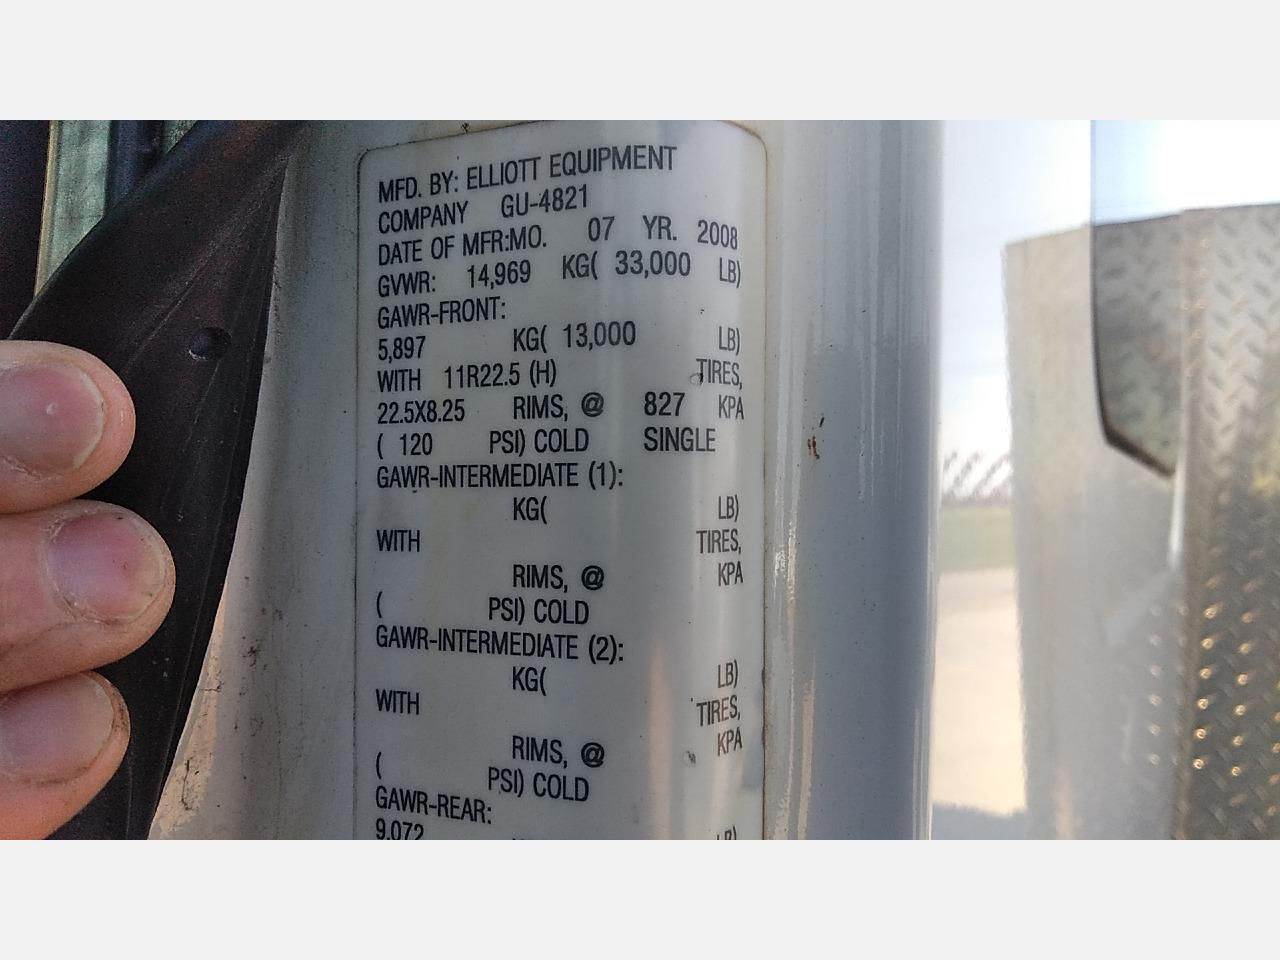 MFD. BY: ELLIOTT EQUIPMENT
COMPANY GU-4821
DATE OF MFR:MO. 07 YR. 2008
GVWR: 14,969 KG( 33,000 LB)
GAWR-FRONT:
5,897 KG( 13,000 LB)
WITH 11R22.5 (H) TIRES,
22.5X8.25 RIMS, @ 827 KPA
( 120 PSI) COLD SINGLE
GAWR-INTERMEDIATE (1):
KG( LB)
WITH TIRES,
RIMS, @ KPA
( PSI) COLD
GAWR-INTERMEDIATE (2):
KG( LB)
WITH TIRES,
RIMS, @ KPA
( PSI) COLD
GAWR-REAR:
9,072 LB)